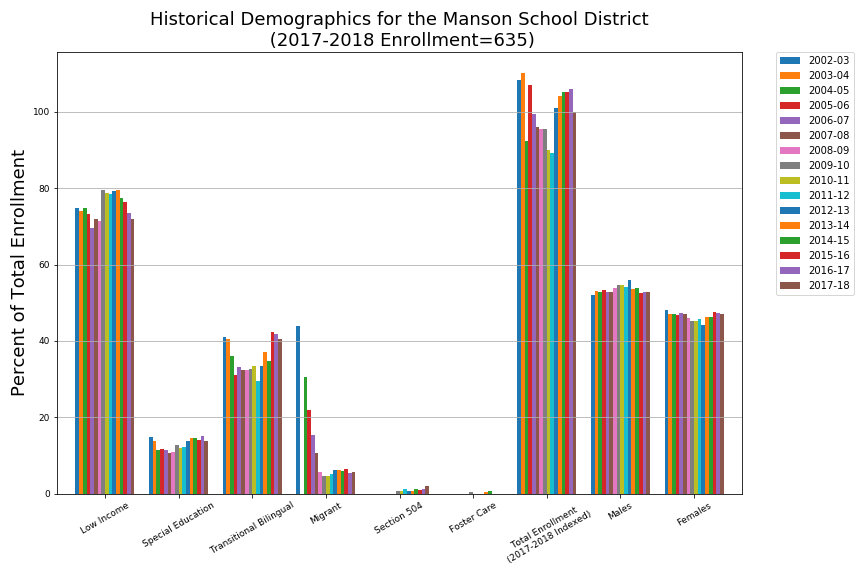 Historical Demographics for the Manson School District
(2017-2018 Enrollment=635)
Percent of Total Enrollment
100
80
60
40
20
0
Low Income
Special Education
Transitional Bilingual
Migrant
Section 504
Foster Care
Total Enrollment
(2017-2018 Indexed)
Males
Females
2002-03
2003-04
2004-05
2005-06
2006-07
2007-08
2008-09
2009-10
2010-11
2011-12
2012-13
2013-14
2014-15
2015-16
2016-17
2017-18